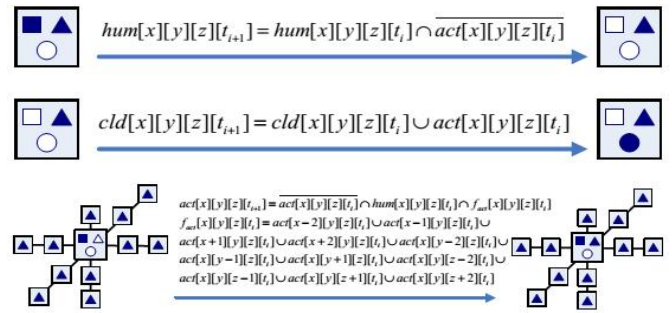 hum[x][y][z][t_{i+1}] = hum[x][y][z][t_i] ∩ \overline{act[x][y][z][t_i]}
cld[x][y][z][t_{i+1}] = cld[x][y][z][t_i] ∪ act[x][y][z][t_i]
act[x][y][z][t_{i+1}] = \overline{act[x][y][z][t_i]} ∩ hum[x][y][z][t_i] ∩ f_{act}[x][y][z][t_i]
f_{act}[x][y][z][t_i] = act[x-2][y][z][t_i] ∪ act[x-1][y][z][t_i] ∪
act[x+1][y][z][t_i] ∪ act[x+2][y][z][t_i] ∪ act[x][y-2][z][t_i] ∪
act[x][y-1][z][t_i] ∪ act[x][y+1][z][t_i] ∪ act[x][y][z-2][t_i] ∪
act[x][y][z-1][t_i] ∪ act[x][y][z+1][t_i] ∪ act[x][y][z+2][t_i]